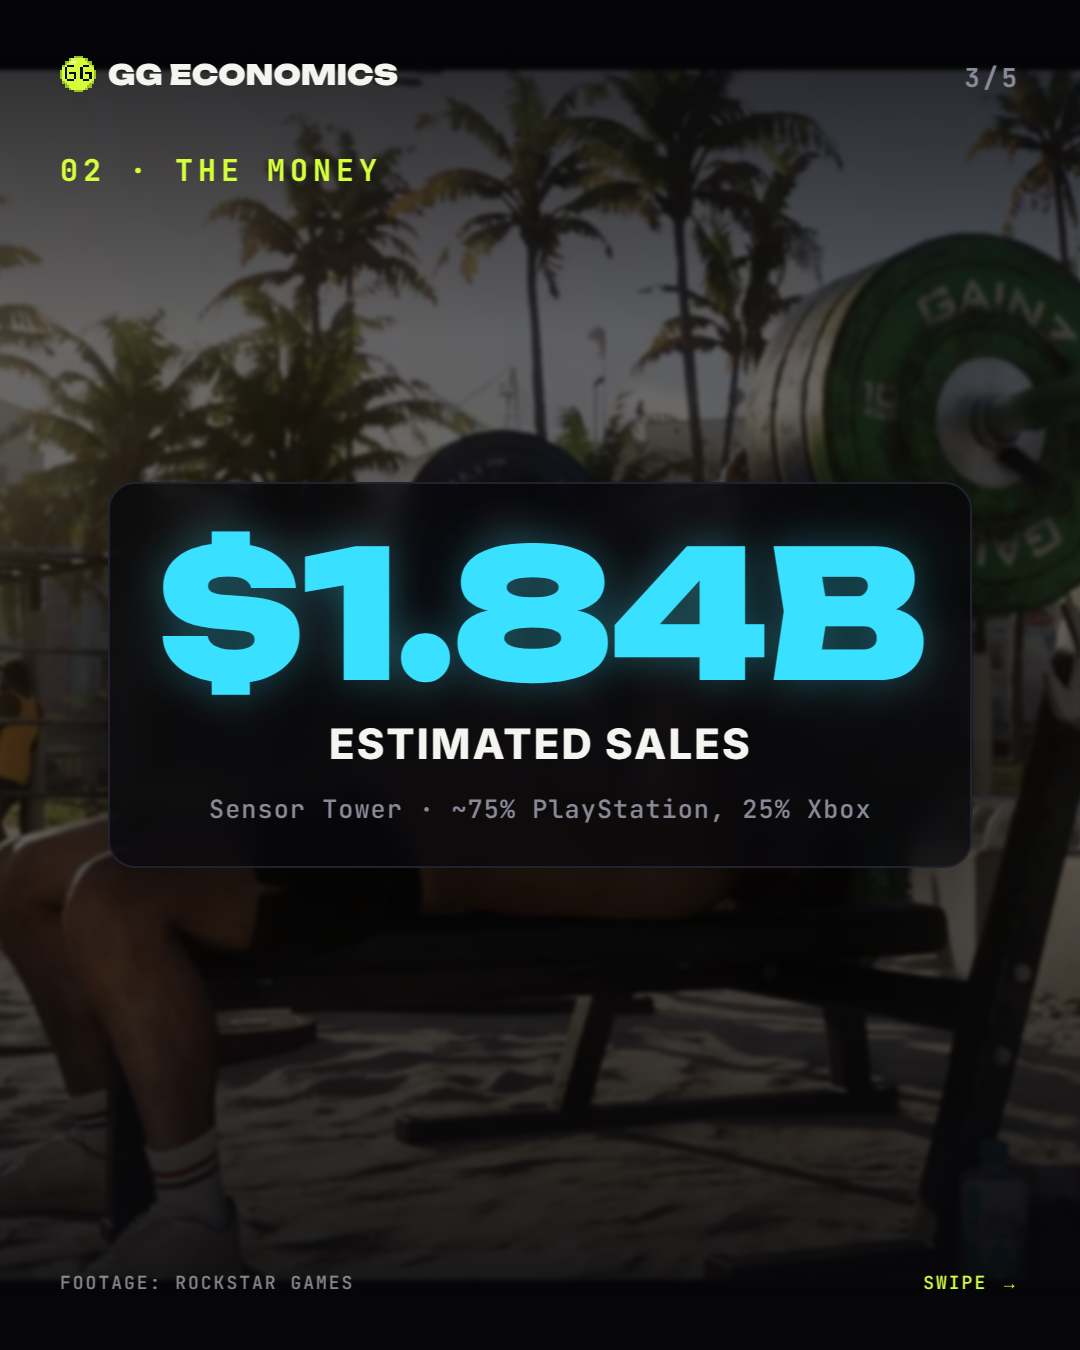 GG ECONOMICS
3/5
02 · THE MONEY
GAINZ
$1.84B
ESTIMATED SALES
Sensor Tower · ~75% PlayStation, 25% Xbox
FOOTAGE: ROCKSTAR GAMES
SWIPE →